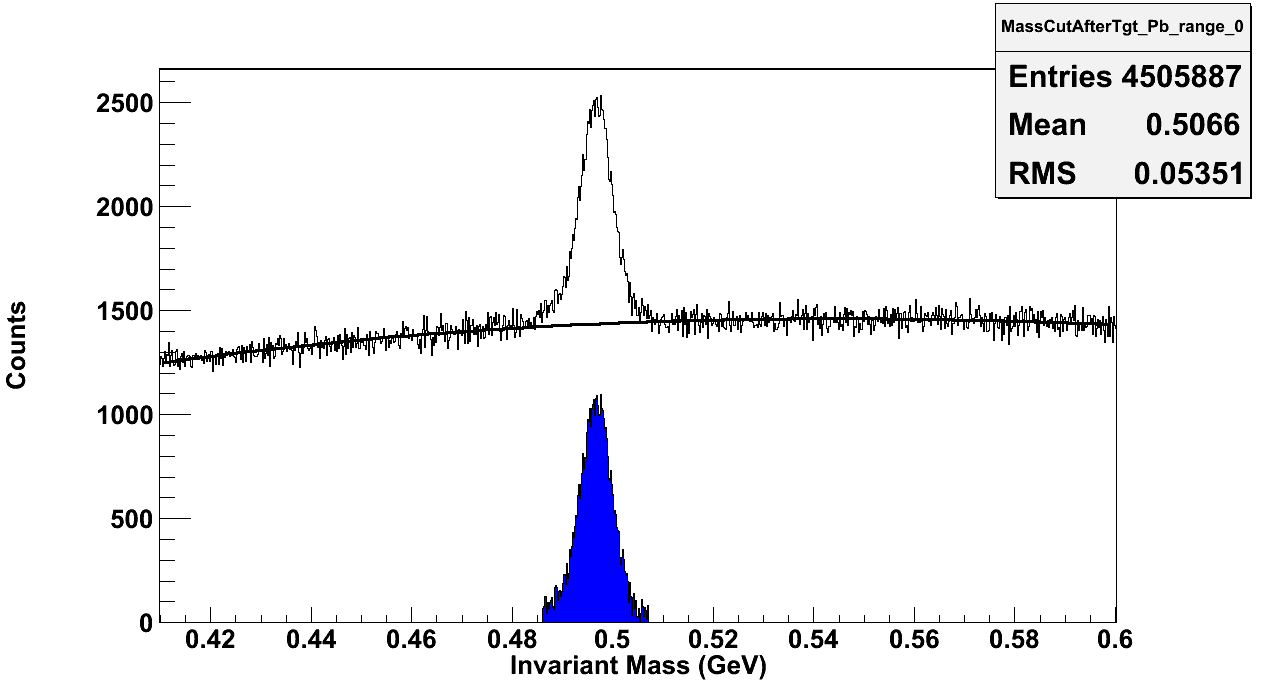 MassCutAfterTgt_Pb_range_0
Entries 4505887
Mean 0.5066
RMS 0.05351
2500
2000
1500
1000
500
0
Counts
0.42 0.44 0.46 0.48 0.5 0.52 0.54 0.56 0.58 0.6
Invariant Mass (GeV)